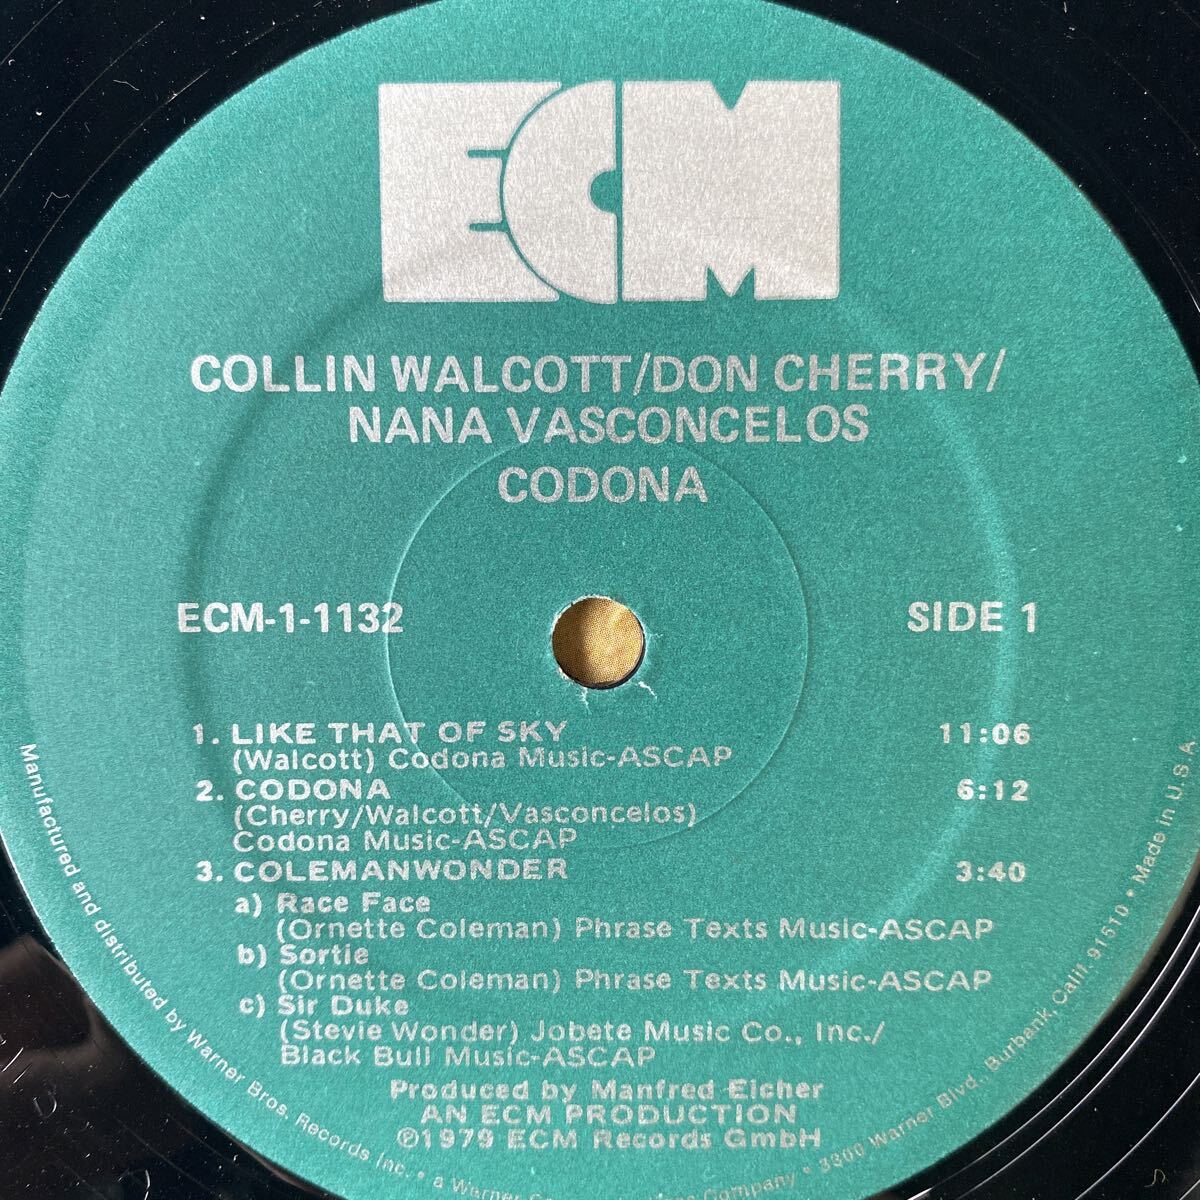 ECM
COLLIN WALCOTT/DON CHERRY/
NANA VASCONCELOS
CODONA
ECM-1-1132
SIDE 1
1. LIKE THAT OF SKY 11:06
(Walcott) Codona Music-ASCAP
2. CODONA 6:12
(Cherry/Walcott/Vasconcelos)
Codona Music-ASCAP
3. COLEMANWONDER 3:40
a) Race Face
(Ornette Coleman) Phrase Texts Music-ASCAP
b) Sortie
(Ornette Coleman) Phrase Texts Music-ASCAP
c) Sir Duke
(Stevie Wonder) Jobete Music Co., Inc./
Black Bull Music-ASCAP
Produced by Manfred Eicher
AN ECM PRODUCTION
℗1979 ECM Records GmbH
Manufactured and distributed by Warner Bros. Records Inc. • a Warner Communications Company • 3300 Warner Blvd., Burbank, Calif. 91510 • Made in U.S.A.